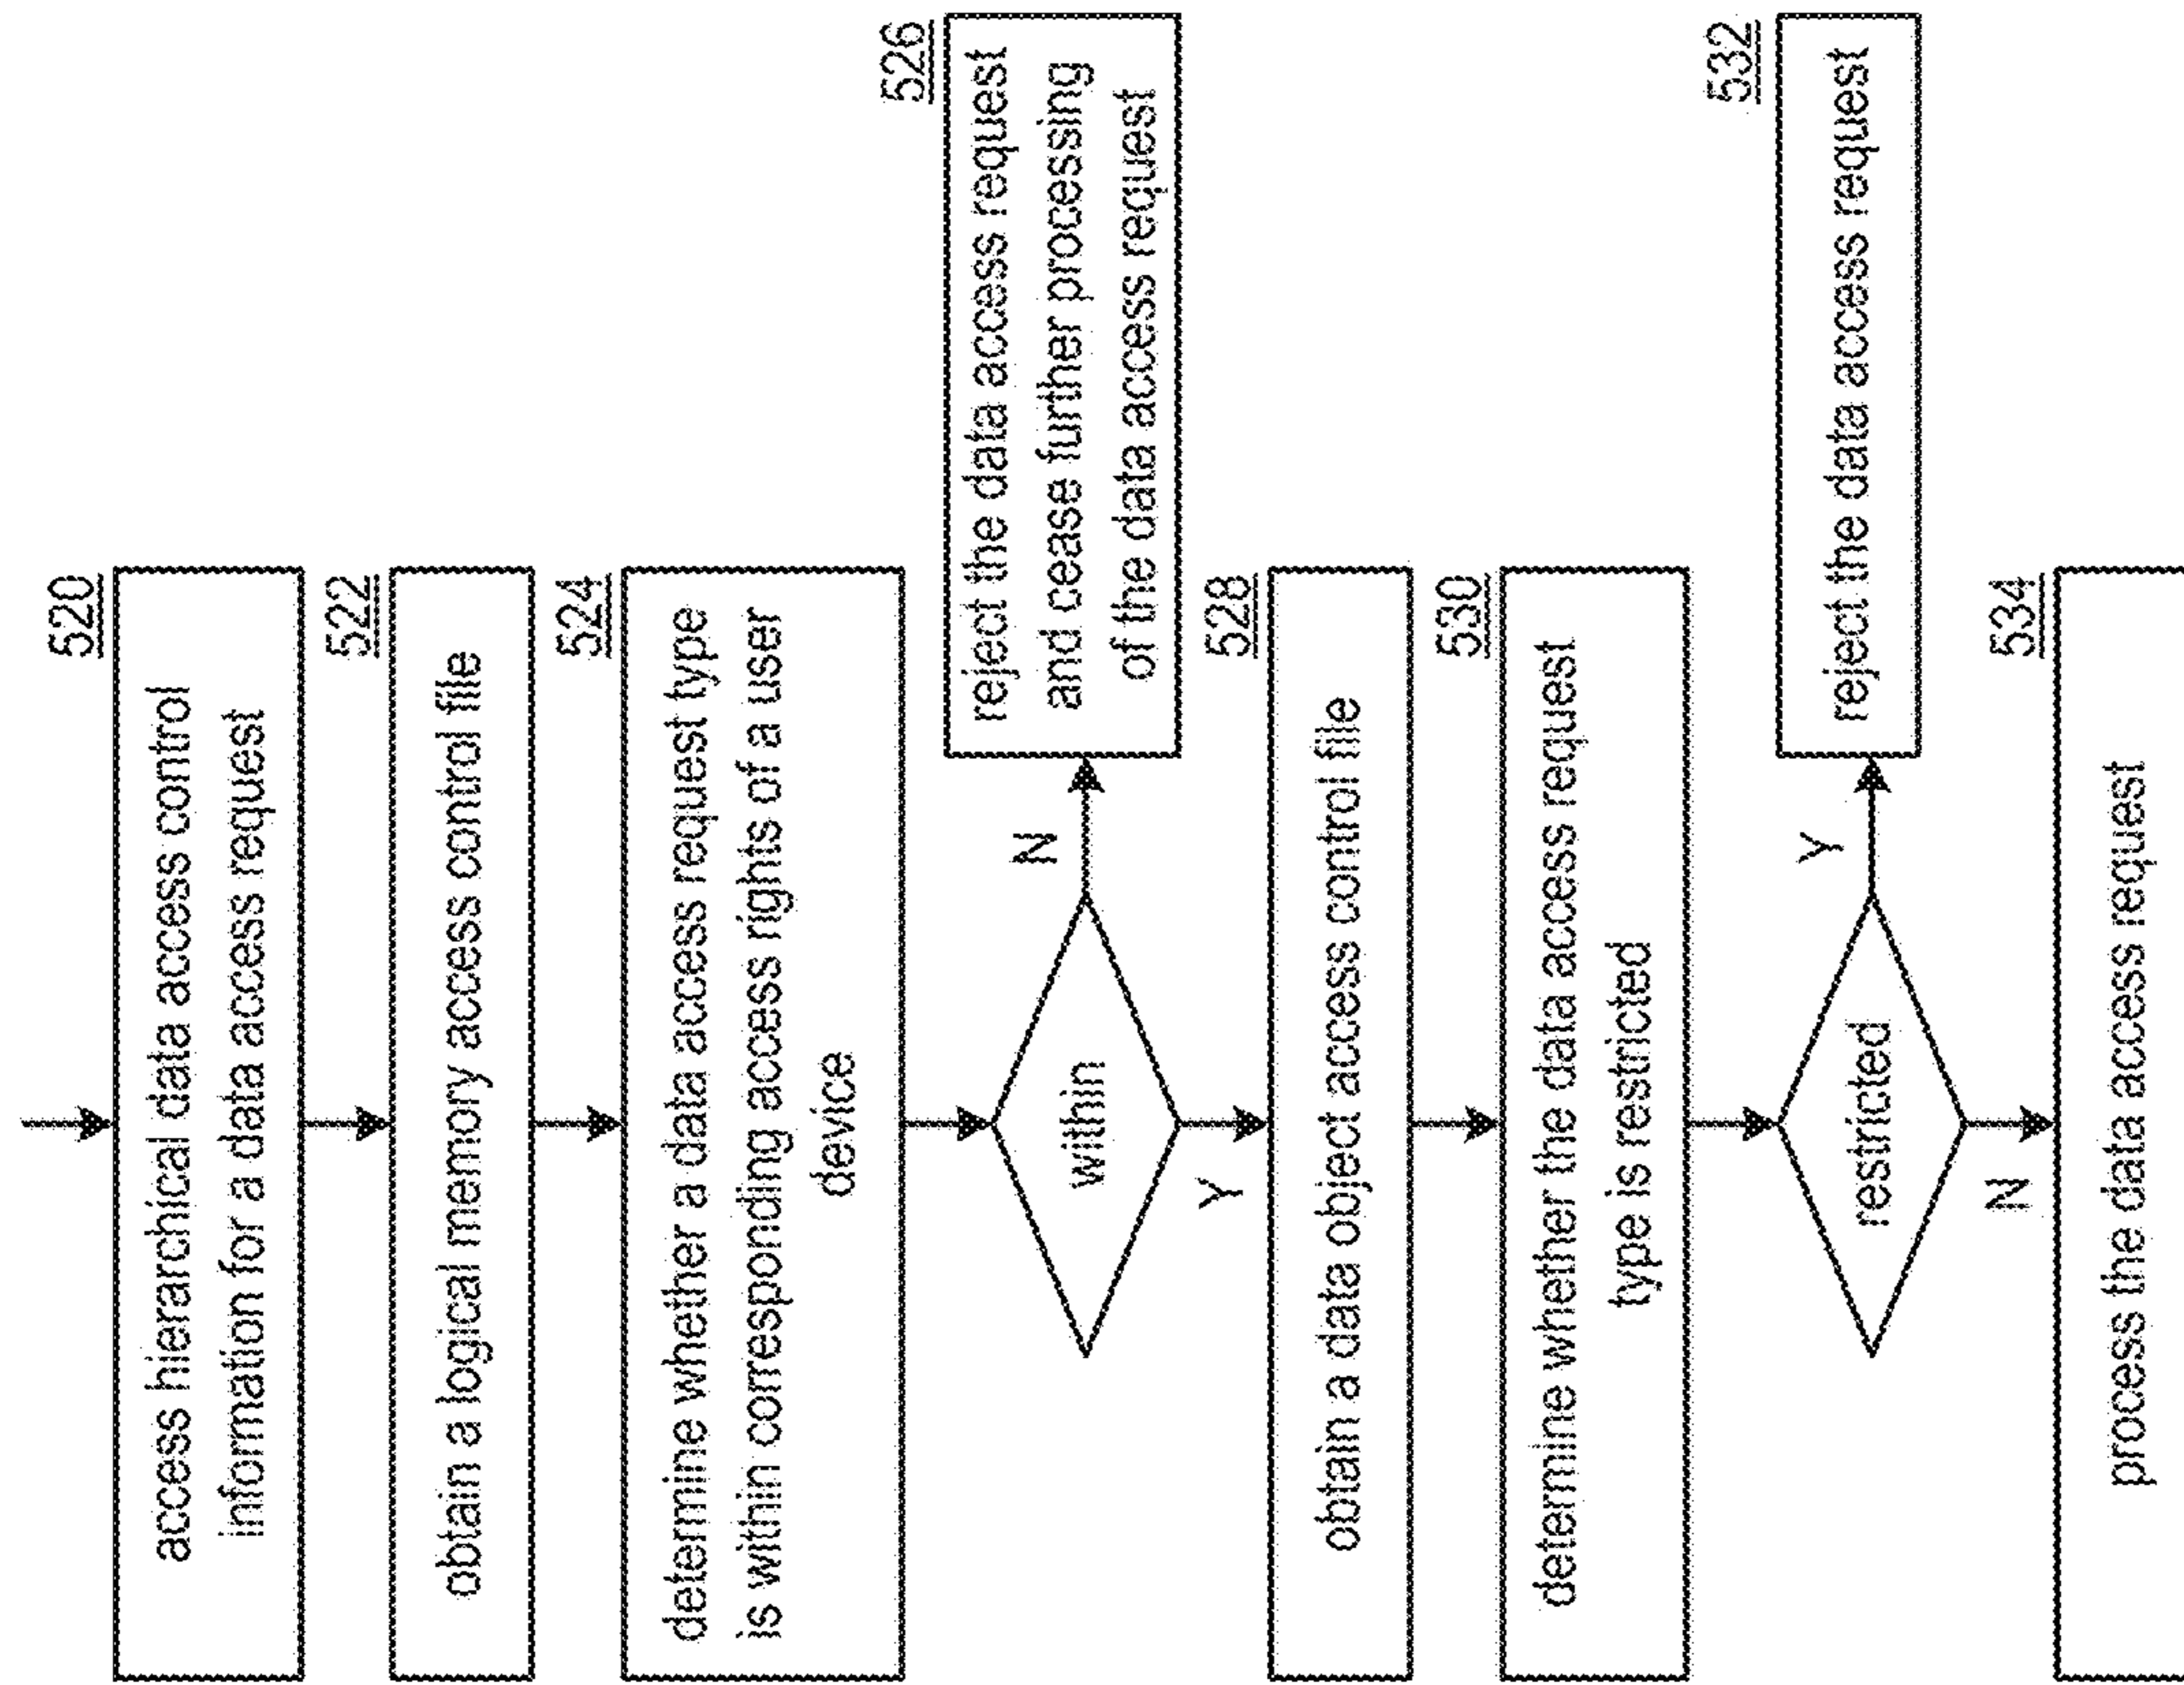 520
access hierarchical data access control
information for a data access request
522
obtain a logical memory access control file
524
determine whether a data access request type
is within corresponding access rights of a user
device
within
N
526
reject the data access request
and cease further processing
of the data access request
Y
528
obtain a data object access control file
530
determine whether the data access request
type is restricted
restricted
Y
532
reject the data access request
N
534
process the data access request